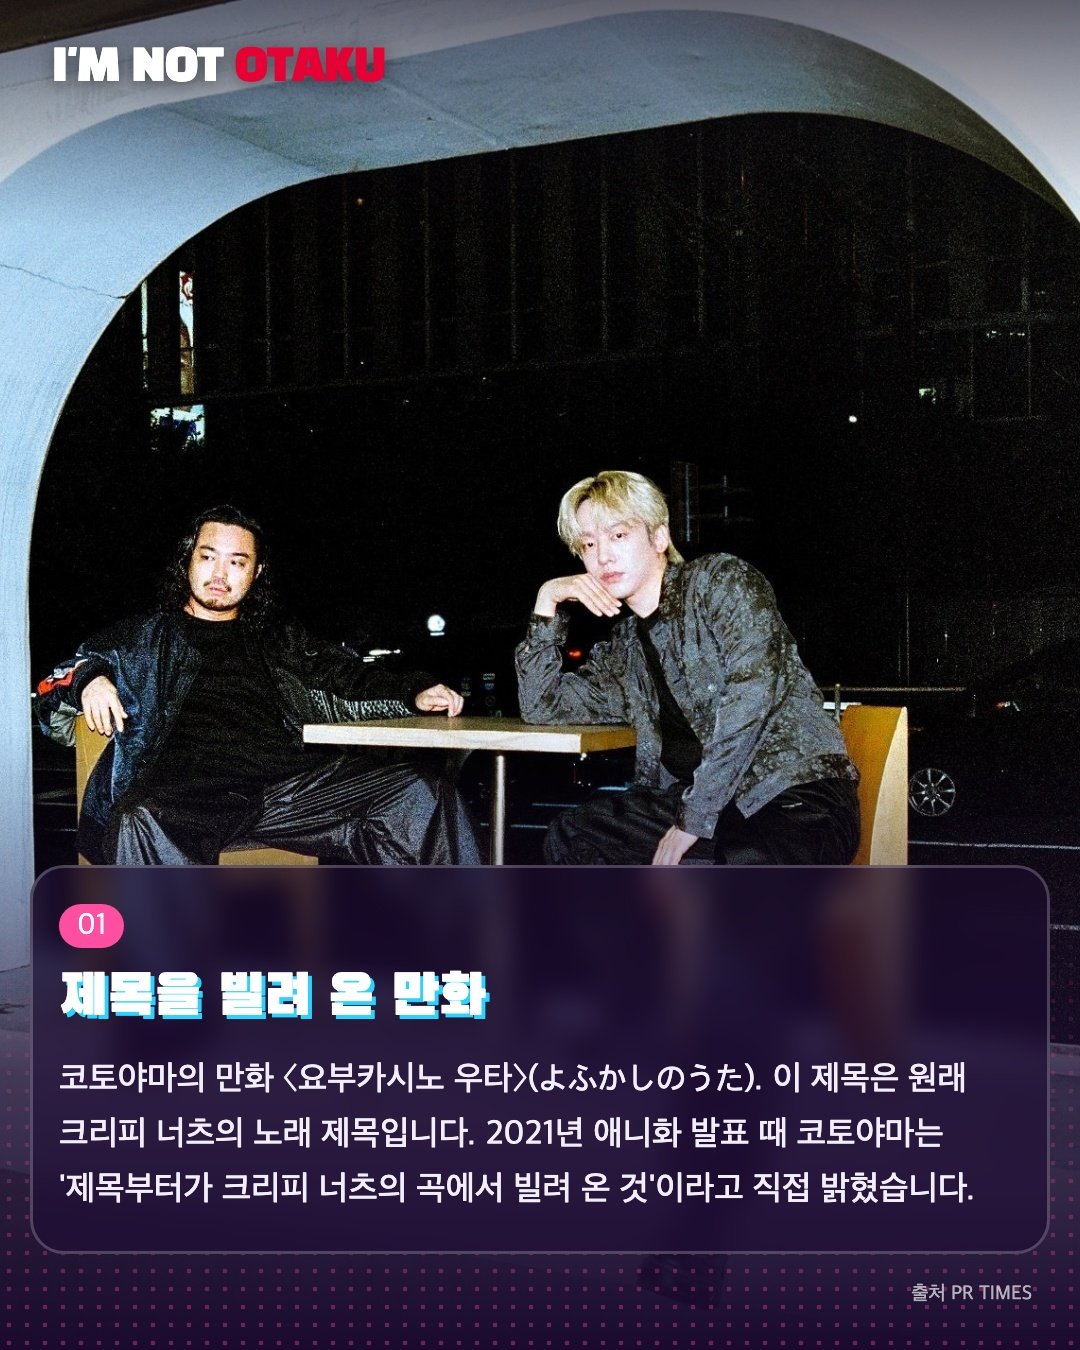 I'M NOT OTAKU
01
제목을 빌려 온 만화
코토야마의 만화 〈요부카시노 우타〉(よふかしのうた). 이 제목은 원래
크리피 너츠의 노래 제목입니다. 2021년 애니화 발표 때 코토야마는
'제목부터가 크리피 너츠의 곡에서 빌려 온 것'이라고 직접 밝혔습니다.
출처 PR TIMES